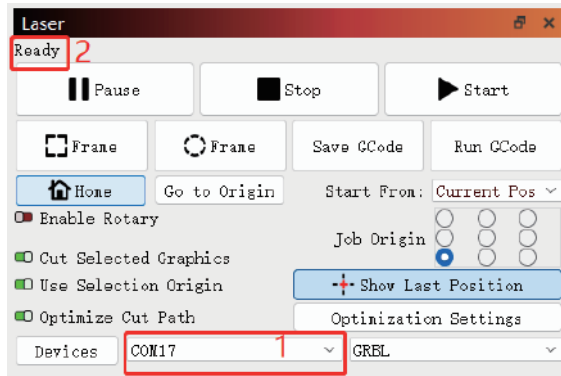 Laser
Ready 2
Pause Stop Start
Frame Frame Save GCode Run GCode
Home Go to Origin Start From: Current Pos
Enable Rotary
Job Origin
Cut Selected Graphics
Use Selection Origin Show Last Position
Optimize Cut Path Optimization Settings
Devices COM17 1 GRBL